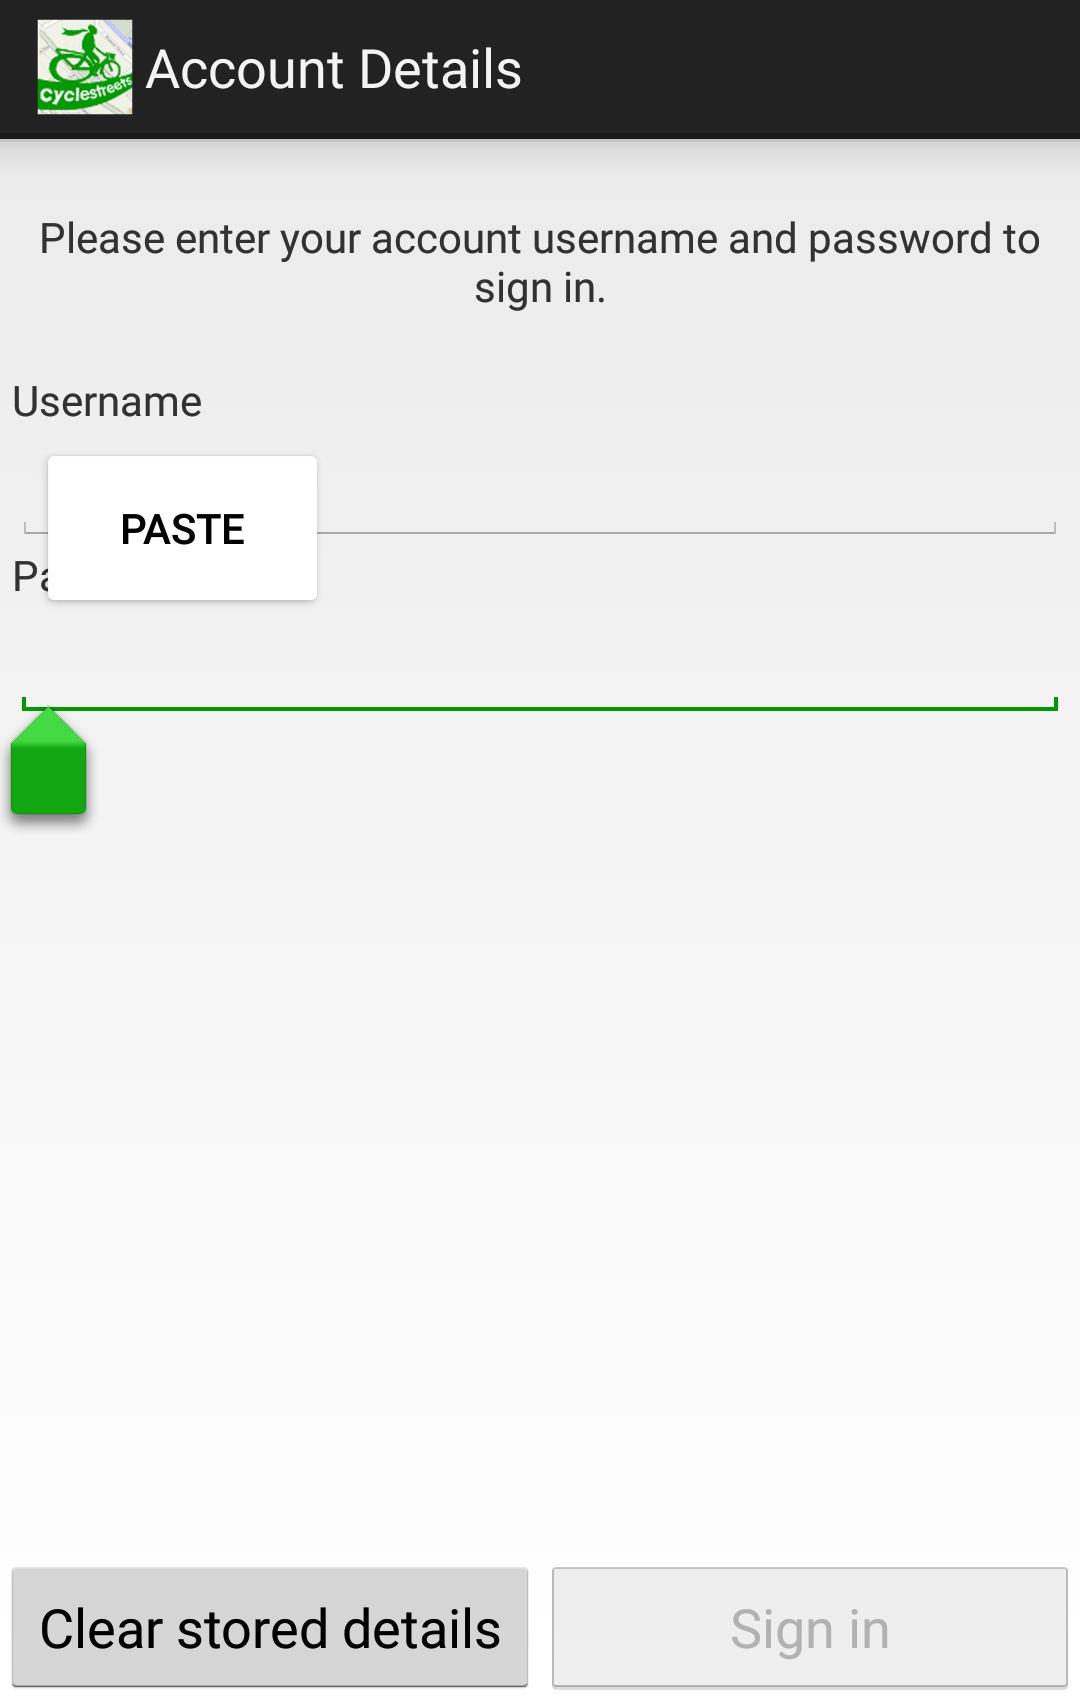 Cyclestreets
Account Details
Please enter your account username and password to
sign in.
Username
PASTE
Pa
Clear stored details
Sign in